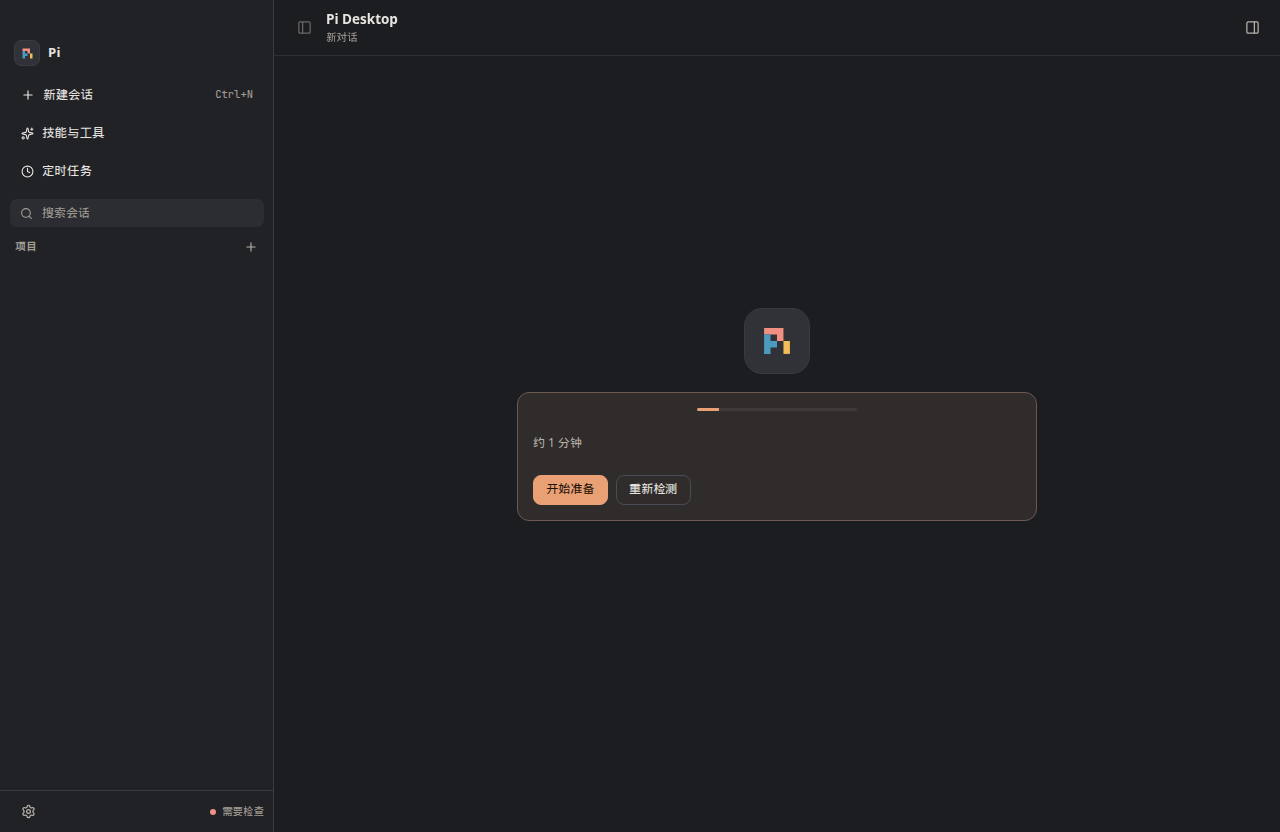 Pi
新建会话 Ctrl+N
技能与工具
定时任务
搜索会话
项目
需要检查
Pi Desktop
新对话
约 1 分钟
开始准备 重新检测